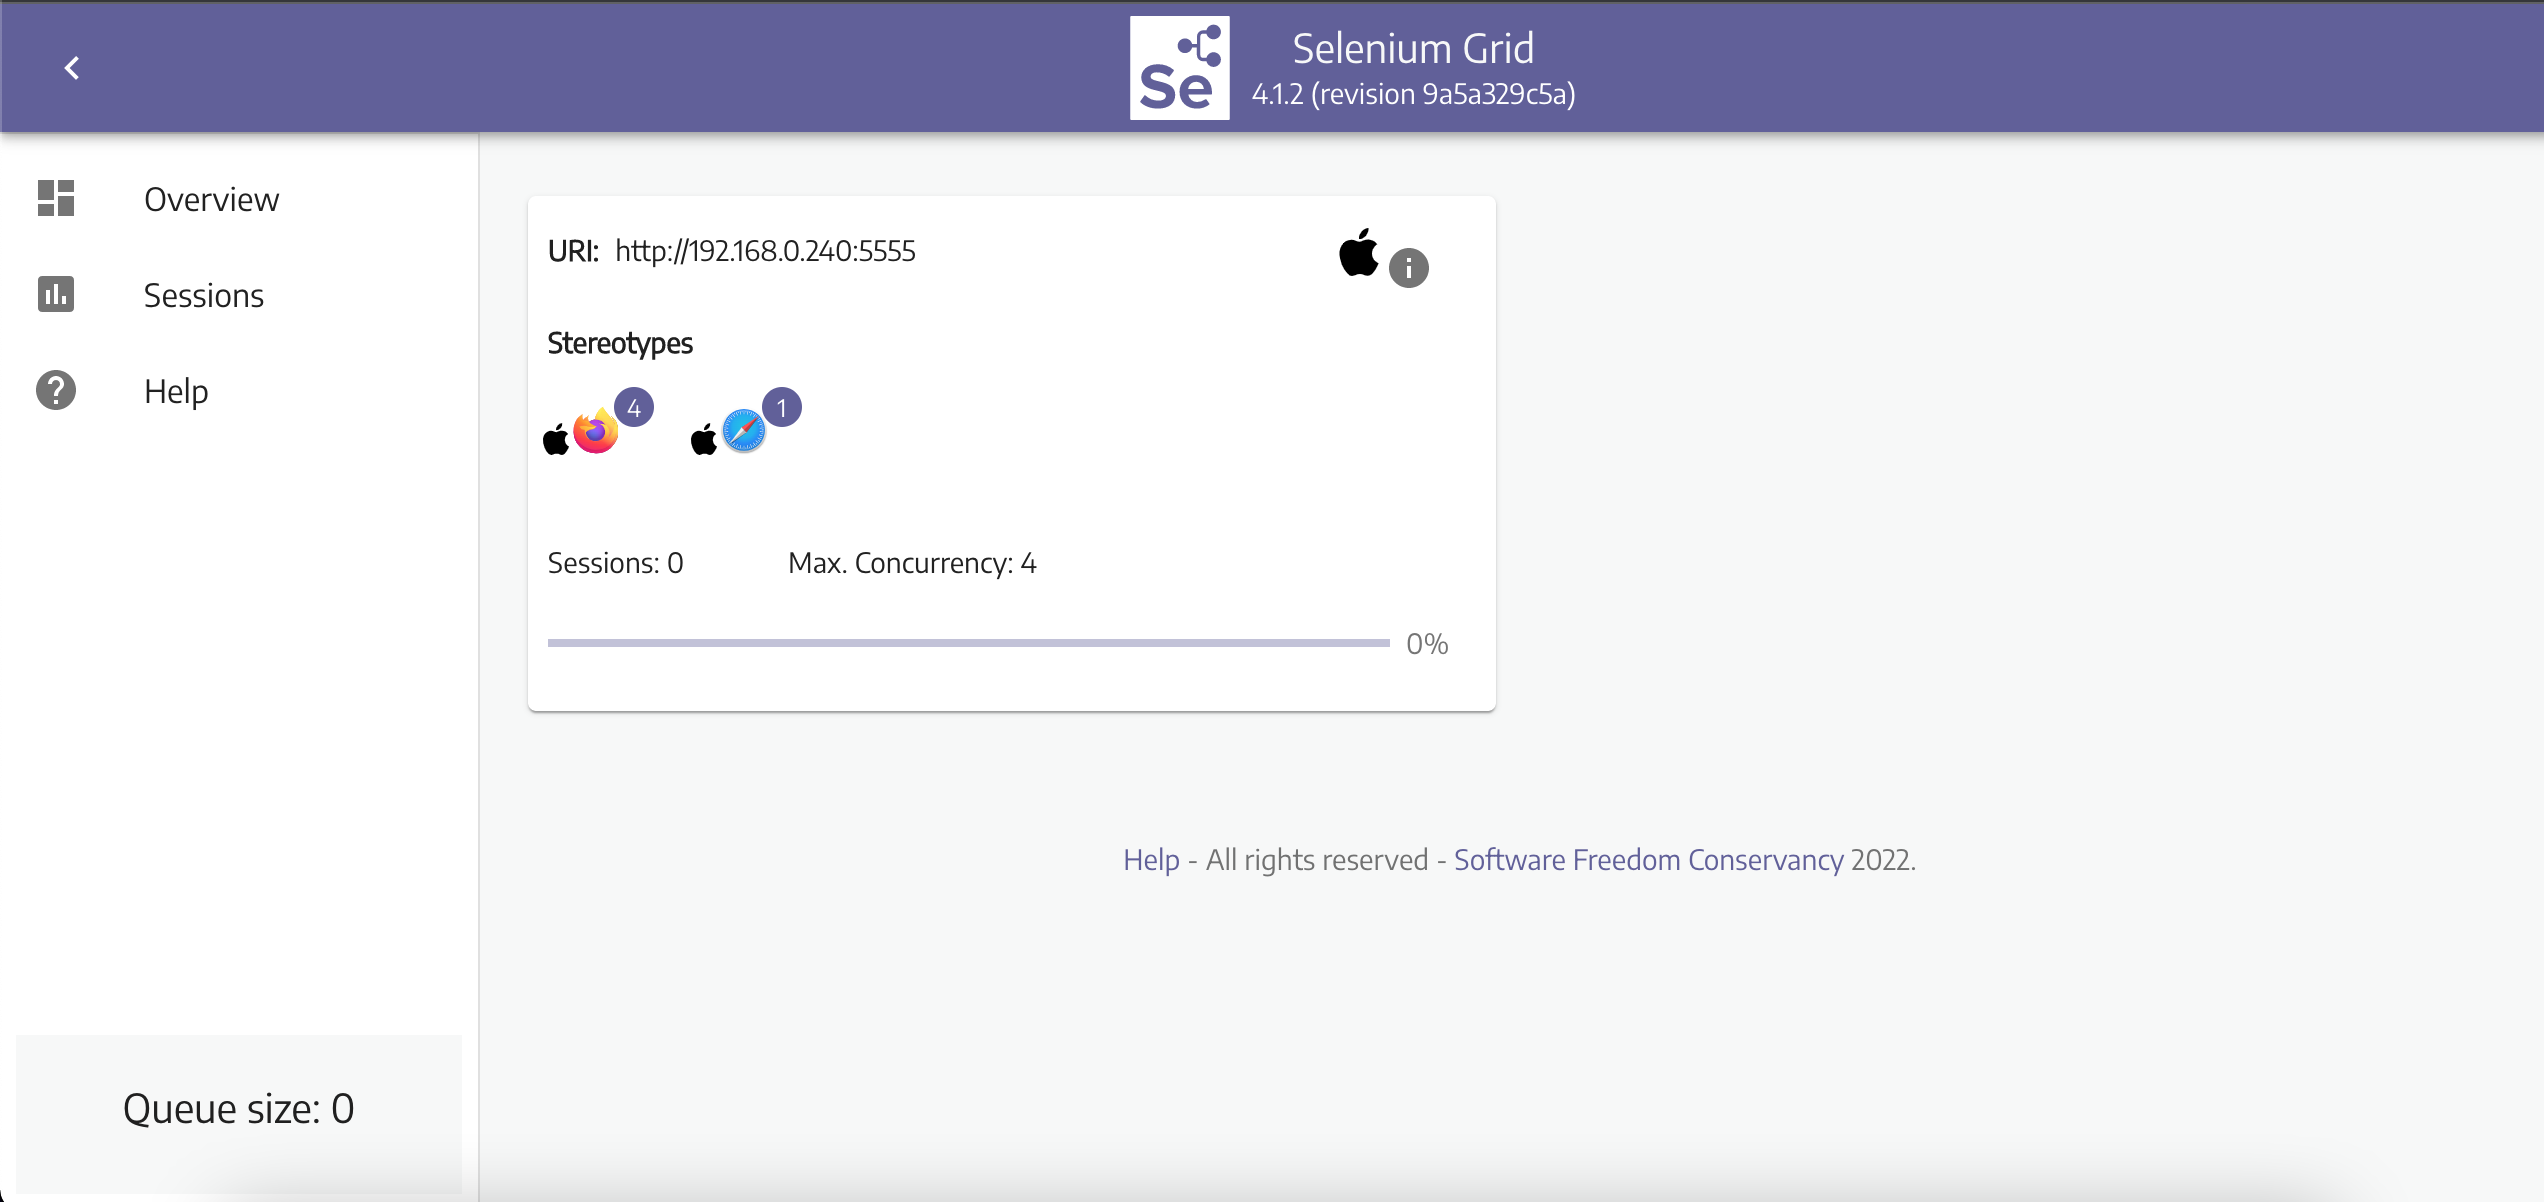 Se
Selenium Grid
4.1.2 (revision 9a5a329c5a)
Overview
Sessions
Help
URI: http://192.168.0.240:5555
Stereotypes
4
1
Sessions: 0 Max. Concurrency: 4
0%
Help - All rights reserved - Software Freedom Conservancy 2022.
Queue size: 0